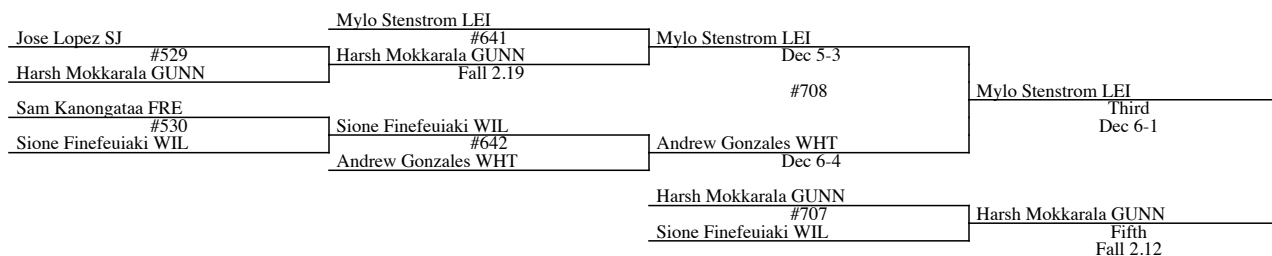 Mylo Stenstrom LEI
Jose Lopez SJ
#641
Mylo Stenstrom LEI
#529
Harsh Mokkarala GUNN
Dec 5-3
Harsh Mokkarala GUNN
Fall 2.19
#708
Mylo Stenstrom LEI
Sam Kanongataa FRE
Third
#530
Sione Finefeuiaki WIL
Dec 6-1
Sione Finefeuiaki WIL
#642
Andrew Gonzales WHT
Andrew Gonzales WHT
Dec 6-4
Harsh Mokkarala GUNN
#707
Harsh Mokkarala GUNN
Sione Finefeuiaki WIL
Fifth
Fall 2.12